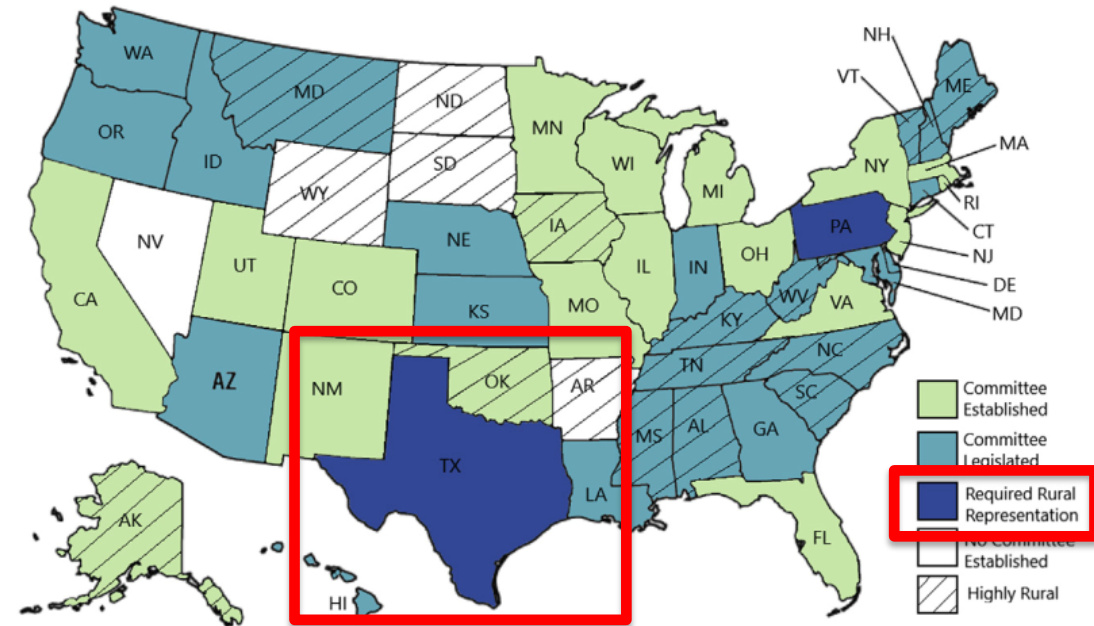 WA
MD
ND
MN
OR
ID
SD
WY
WI
MI
NY
NH
VT
ME
MA
RI
CT
NJ
DE
MD
PA
NV
NE
IA
UT
CO
IL
IN
OH
CA
KS
MO
WV
VA
KY
AZ
NM
OK
AR
TN
NC
SC
MS
AL
GA
TX
LA
AK
HI
FL
Committee
Established
Committee
Legislated
Required Rural
Representation
No Committee
Established
Highly Rural